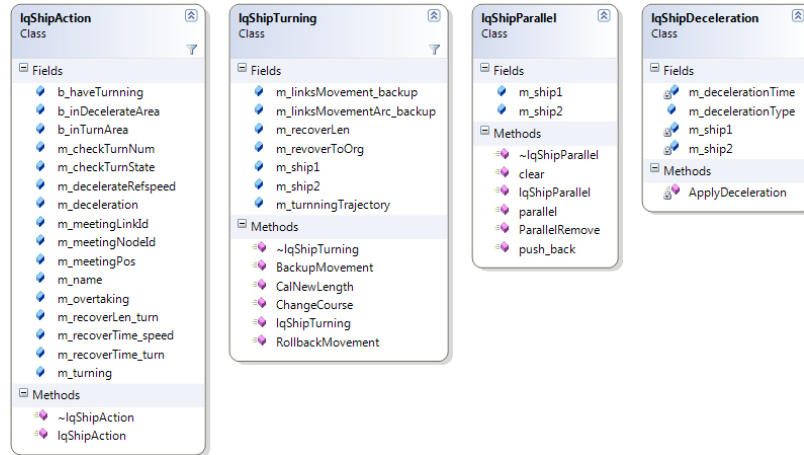 IqShipAction
Class
Fields
b_haveTurnning
b_inDecelerateArea
b_inTurnArea
m_checkTurnNum
m_checkTurnState
m_decelerateRefspeed
m_deceleration
m_meetingLinkId
m_meetingNodeId
m_meetingPos
m_name
m_overtaking
m_recoverLen_turn
m_recoverTime_speed
m_recoverTime_turn
m_turning
Methods
~IqShipAction
IqShipAction
IqShipTurning
Class
Fields
m_linksMovement_backup
m_linksMovementArc_backup
m_recoverLen
m_revoverToOrg
m_ship1
m_ship2
m_turnningTrajectory
Methods
~IqShipTurning
BackupMovement
CalNewLength
ChangeCourse
IqShipTurning
RollbackMovement
IqShipParallel
Class
Fields
m_ship1
m_ship2
Methods
~IqShipParallel
clear
IqShipParallel
parallel
ParallelRemove
push_back
IqShipDeceleration
Class
Fields
m_decelerationTime
m_decelerationType
m_ship1
m_ship2
Methods
ApplyDeceleration